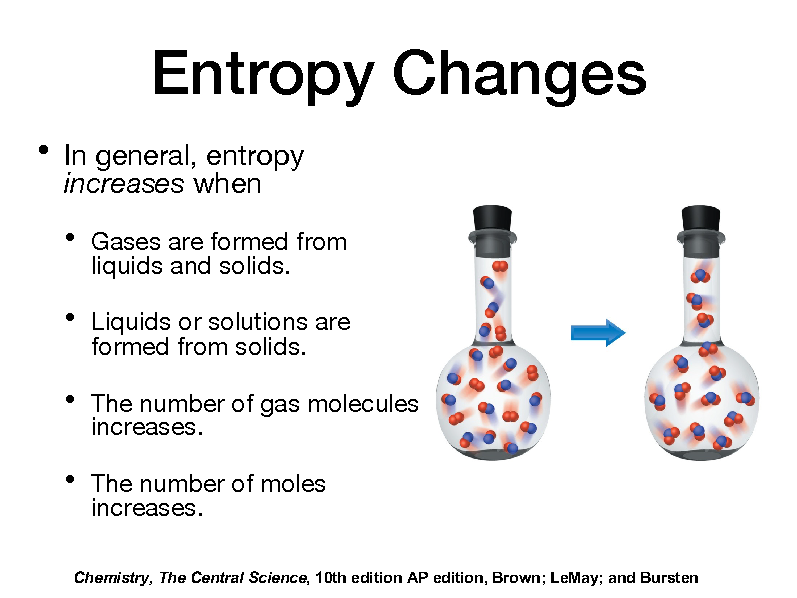 Entropy Changes
• In general, entropy
increases when
• Gases are formed from
liquids and solids.
• Liquids or solutions are
formed from solids.
• The number of gas molecules
increases.
• The number of moles
increases.
Chemistry, The Central Science, 10th edition AP edition, Brown; LeMay; and Bursten